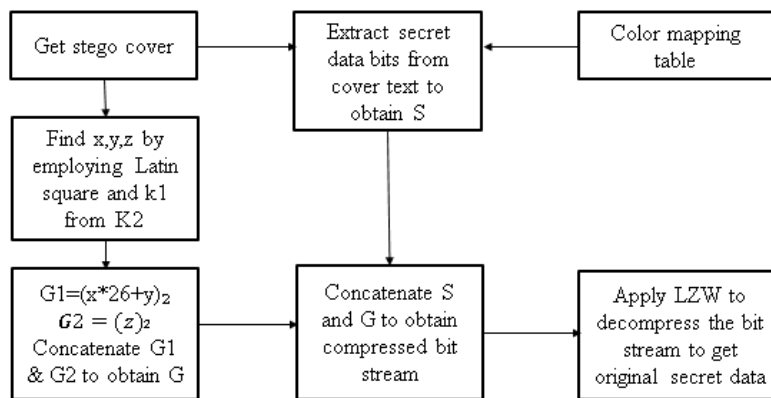 Get stego cover
Extract secret
data bits from
cover text to
obtain S
Color mapping
table
Find x,y,z by
employing Latin
square and k1
from K2
G1=(x*26+y)₂
G2 = (z)₂
Concatenate G1
& G2 to obtain G
Concatenate S
and G to obtain
compressed bit
stream
Apply LZW to
decompress the bit
stream to get
original secret data